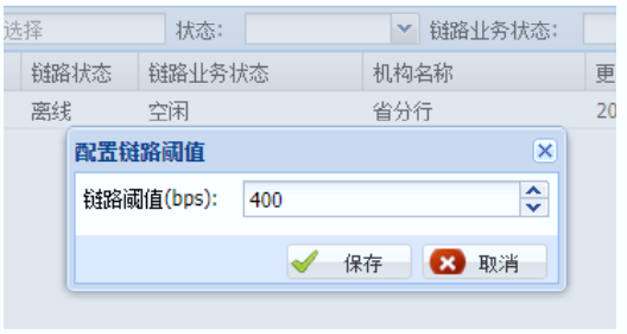 选择 状态: 链路业务状态:
链路状态 链路业务状态 机构名称 更
离线 空闲 省分行 20
配置链路阈值
链路阈值(bps): 400
保存 取消